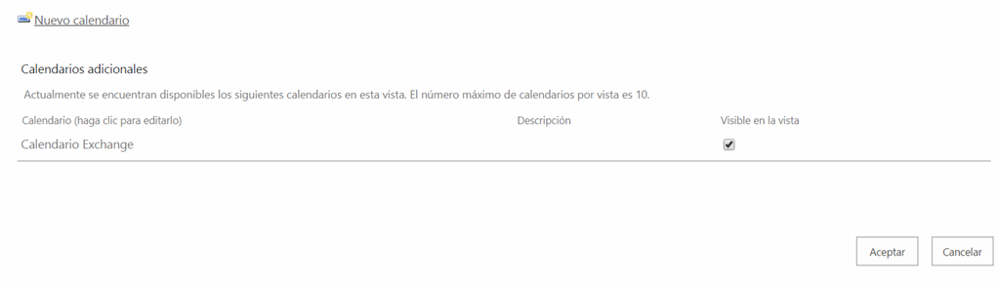 Nuevo calendario
Calendarios adicionales
Actualmente se encuentran disponibles los siguientes calendarios en esta vista. El número máximo de calendarios por vista es 10.
Calendario (haga clic para editarlo) Descripción Visible en la vista
Calendario Exchange
Aceptar Cancelar